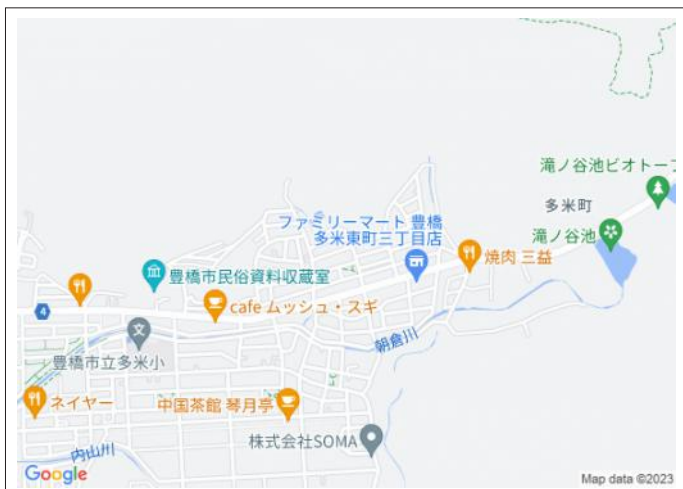 滝ノ谷池ビオトープ
多米町
滝ノ谷池
ファミリーマート 豊橋
多米東町三丁目店
焼肉 三益
豊橋市民俗資料収蔵室
4
cafe ムッシュ・スギ
朝倉川
豊橋市立多米小
ネイヤー
中国茶館 琴月亭
内山川
株式会社SOMA
Google
Map data ©2023